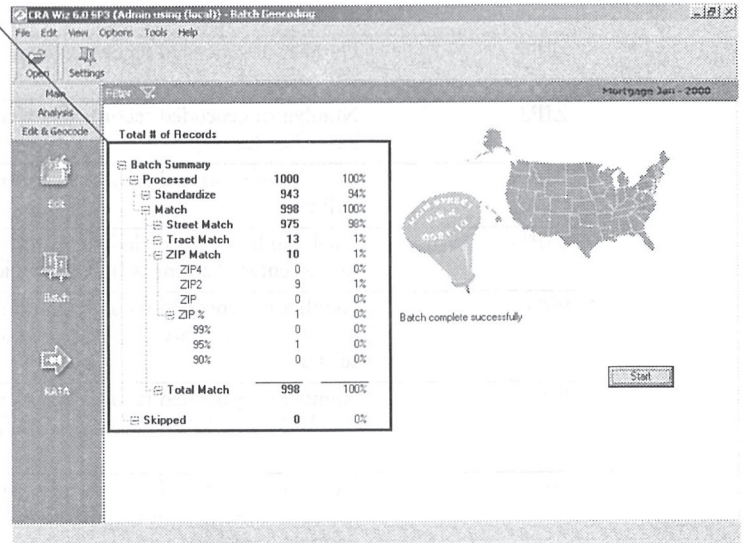 CRA Wiz 6.0 SP3 (Admin using (local)) - Batch Geocoding
File Edit View Options Tools Help
Open Settings
Main
Filter
Mortgage Jan - 2000
Analysis
Edit & Geocode
Total # of Records
Batch Summary
Processed 1000 100%
Standardize 943 94%
Match 998 100%
Street Match 975 98%
Tract Match 13 1%
ZIP Match 10 1%
ZIP4 0 0%
ZIP2 9 1%
ZIP 0 0%
ZIP % 1 0%
99% 0 0%
95% 1 0%
90% 0 0%
Total Match 998 100%
Skipped 0 0%
Edit
Batch
RATA
MAIN STREET
U.S.A.
Batch complete successfully
Start